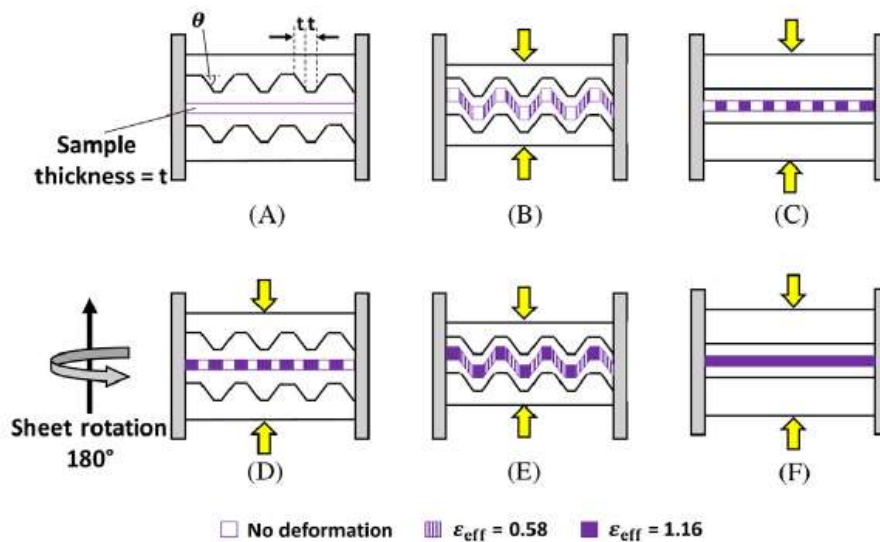 θ
t t
Sample
thickness = t
(A)
(B)
(C)
Sheet rotation
180°
(D)
(E)
(F)
No deformation
ε_eff = 0.58
ε_eff = 1.16